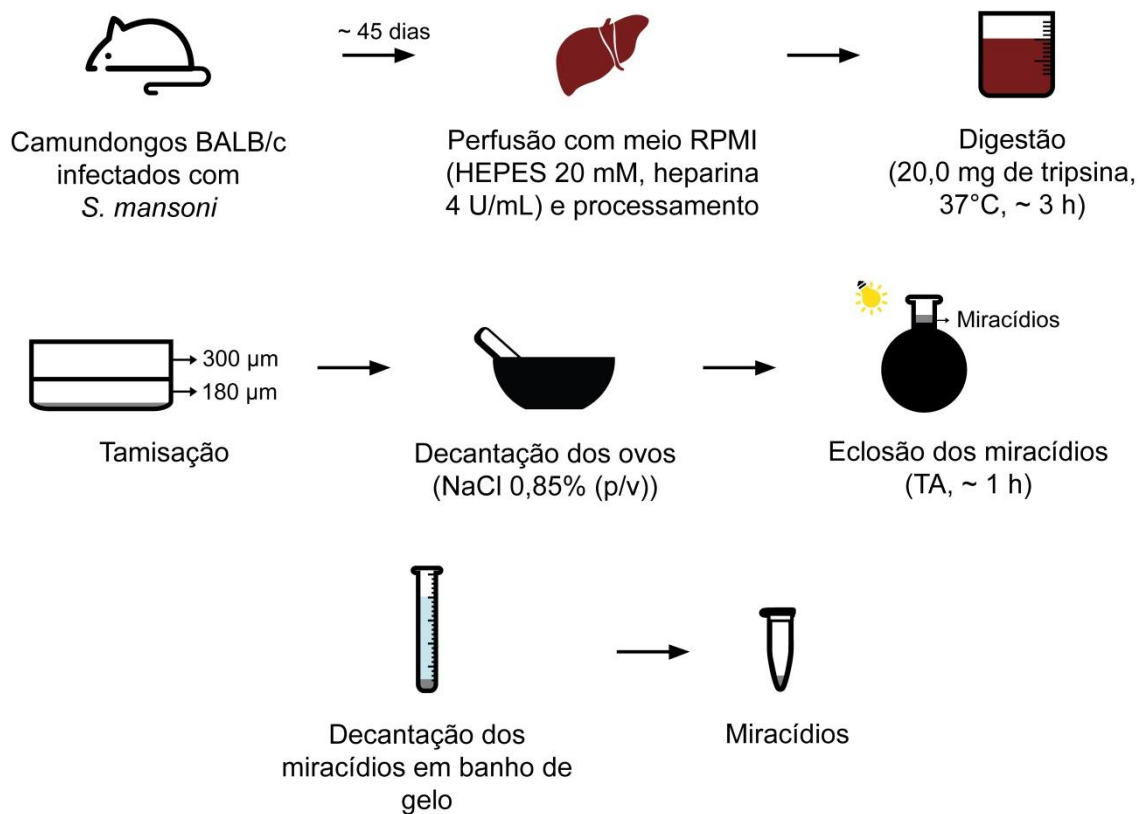 ~ 45 dias
Camundongos BALB/c
infectados com
S. mansoni
Perfusão com meio RPMI
(HEPES 20 mM, heparina
4 U/mL) e processamento
Digestão
(20,0 mg de tripsina,
37°C, ~ 3 h)
300 µm
180 µm
Tamisação
Decantação dos ovos
(NaCl 0,85% (p/v))
Miracídios
Eclosão dos miracídios
(TA, ~ 1 h)
Decantação dos
miracídios em banho de
gelo
Miracídios